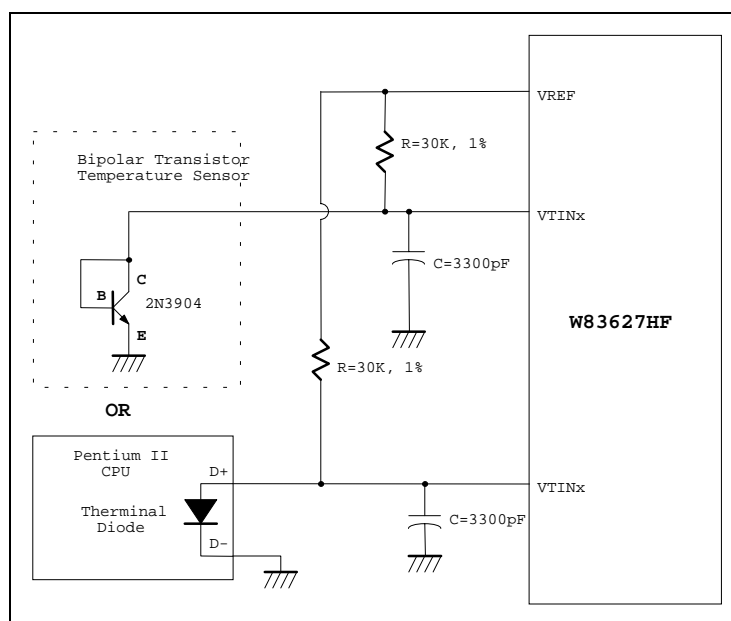 VREF
R=30K, 1%
Bipolar Transistor
Temperature Sensor
VTINx
C=3300pF
C
B
2N3904
E
W83627HF
R=30K, 1%
OR
Pentium II
CPU
D+
VTINx
Therminal
Diode
C=3300pF
D-